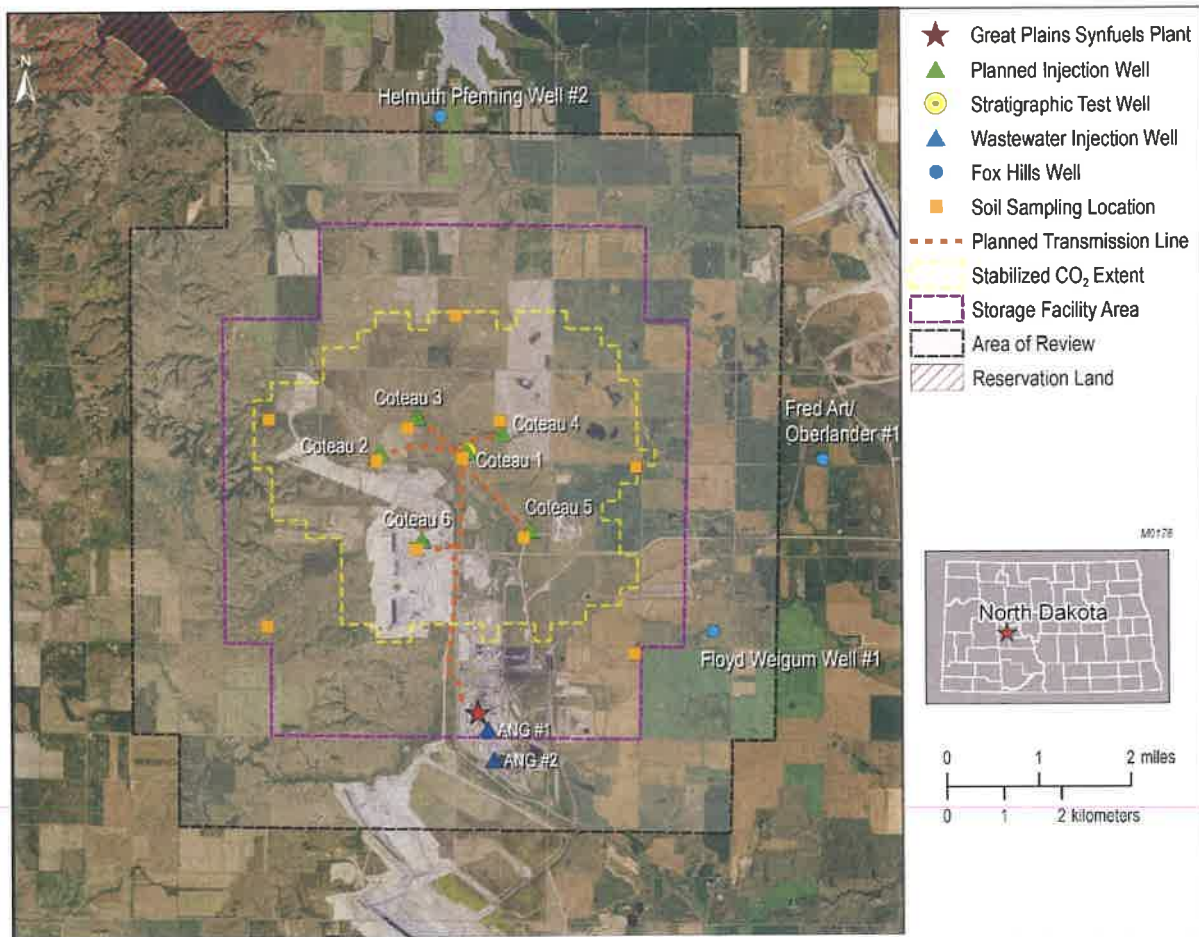 N
Helmuth Pfenning Well #2
Coteau 3
Coteau 4
Coteau 2
Coteau 1
Coteau 5
Coteau 6
Fred Art/
Oberlander #1
Floyd Weigum Well #1
ANG #1
ANG #2
Great Plains Synfuels Plant
Planned Injection Well
Stratigraphic Test Well
Wastewater Injection Well
Fox Hills Well
Soil Sampling Location
Planned Transmission Line
Stabilized CO₂ Extent
Storage Facility Area
Area of Review
Reservation Land
M0176
North Dakota
0 1 2 miles
0 1 2 kilometers